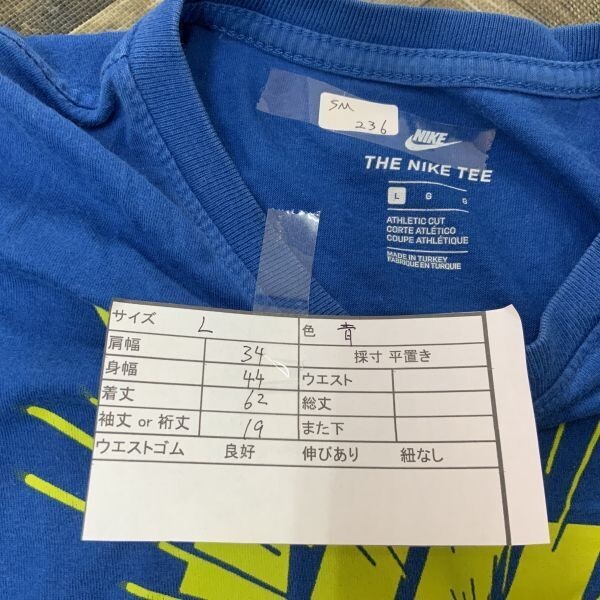 SM
236
NIKE
THE NIKE TEE
L G G
ATHLETIC CUT
CORTE ATLÉTICO
COUPE ATHLÉTIQUE
MADE IN TURKEY
FABRIQUÉ EN TURQUIE
サイズ L 色 青
肩幅 34 採寸 平置き
身幅 44 ウエスト
着丈 62 総丈
袖丈 or 裄丈 19 また下
ウエストゴム 良好 伸びあり 紐なし